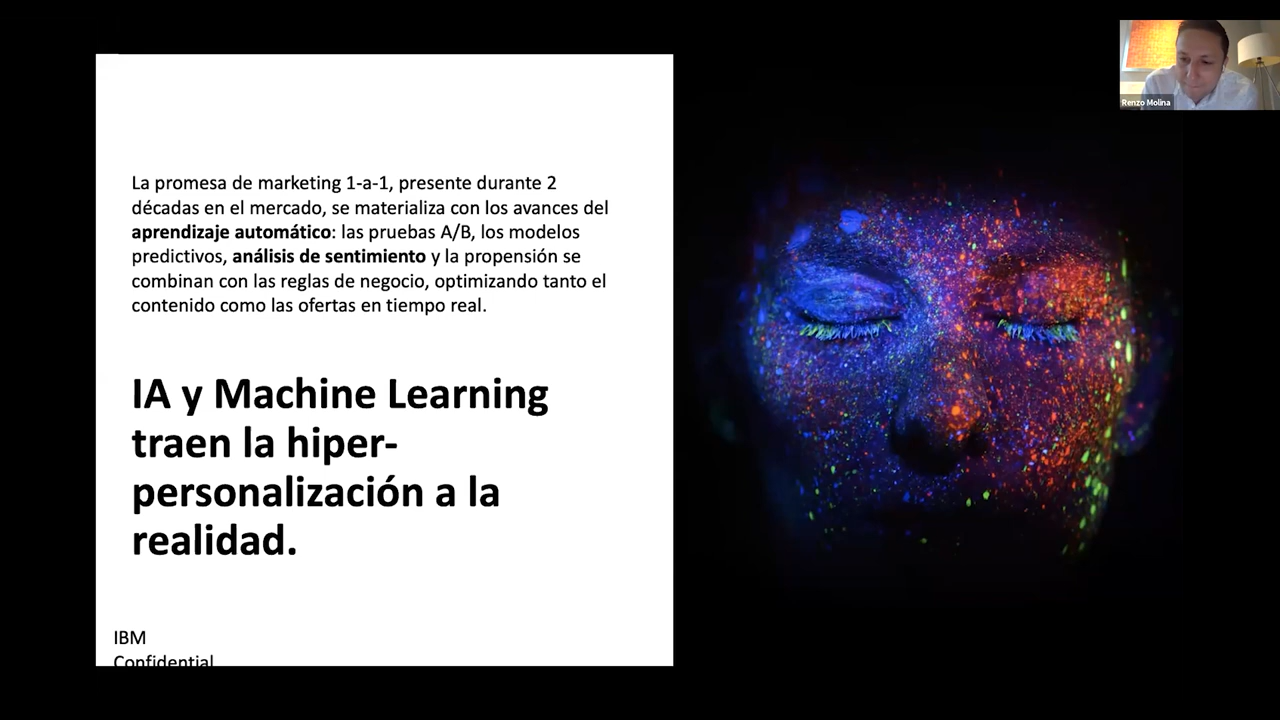 La promesa de marketing 1-a-1, presente durante 2
décadas en el mercado, se materializa con los avances del
aprendizaje automático: las pruebas A/B, los modelos
predictivos, análisis de sentimiento y la propensión se
combinan con las reglas de negocio, optimizando tanto el
contenido como las ofertas en tiempo real.
IA y Machine Learning
traen la hiper-
personalización a la
realidad.
IBM
Confidential
Renzo Molina